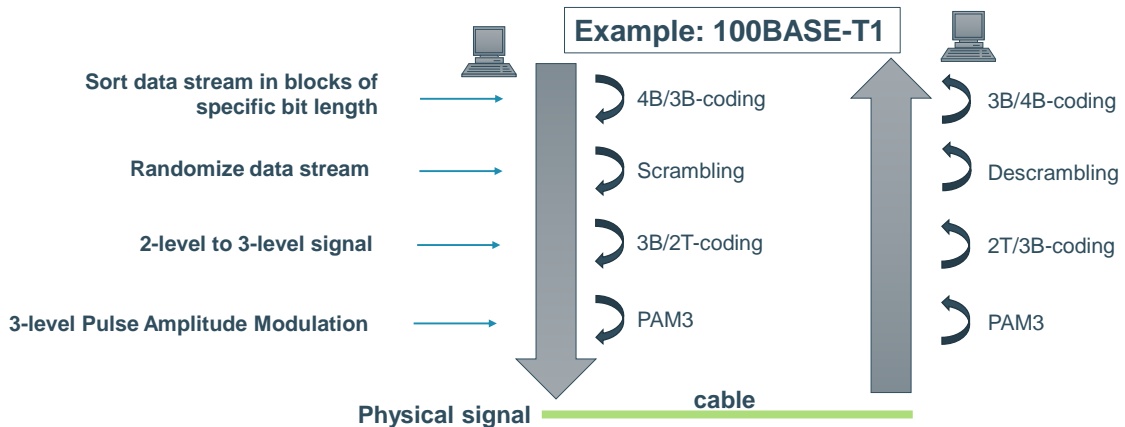 Example: 100BASE-T1
Sort data stream in blocks of
specific bit length
4B/3B-coding
3B/4B-coding
Randomize data stream
Scrambling
Descrambling
2-level to 3-level signal
3B/2T-coding
2T/3B-coding
3-level Pulse Amplitude Modulation
PAM3
PAM3
Physical signal
cable